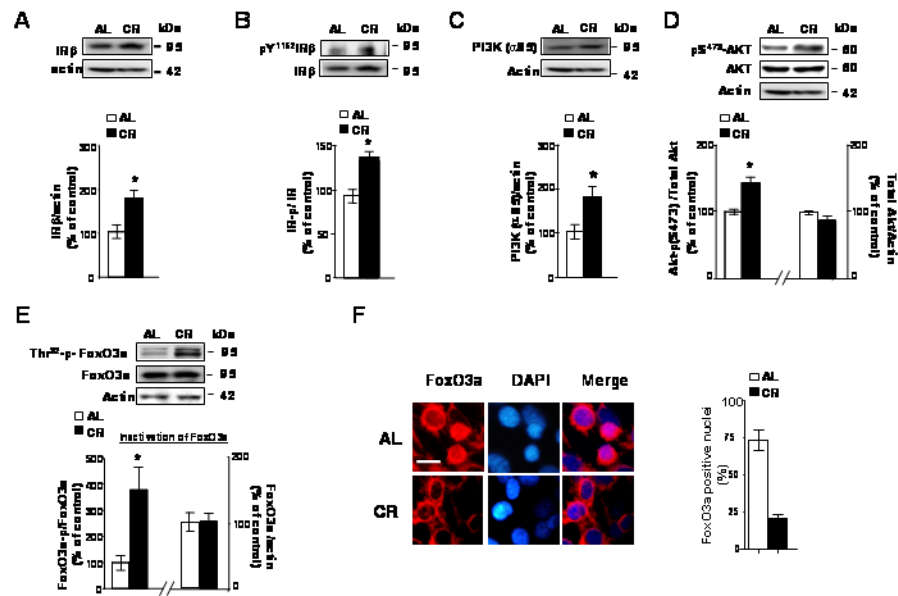 A
AL CR kDa
IRβ - 95
actin - 42
AL
CR
IRβ/actin
(% of control)
300
200
100
0
*
B
AL CR kDa
pY1162IRβ - 95
IRβ - 95
AL
CR
IR-p/ IR
(% of control)
150
100
50
0
*
C
AL CR kDa
PI3K (α85) - 95
Actin - 42
AL
CR
PI3K (α85)/actin
(% of control)
300
200
100
0
*
D
AL CR kDa
pS473-AKT - 60
AKT - 60
Actin - 42
AL
CR
Akt-p(S473) /Total Akt
(% of control)
200
100
0
*
200
100
0
Total Akt/Actin
(% of control)
E
AL CR kDa
Thr32-p- FoxO3a - 95
FoxO3a - 95
Actin - 42
AL
CR
Inactivation of FoxO3a
FoxO3a-p/FoxO3a
(% of control)
500
400
300
200
100
0
*
200
100
0
FoxO3a/actin
(% of control)
F
FoxO3a DAPI Merge
AL
CR
AL
CR
FoxO3a positive nuclei
(%)
100
75
50
25
0